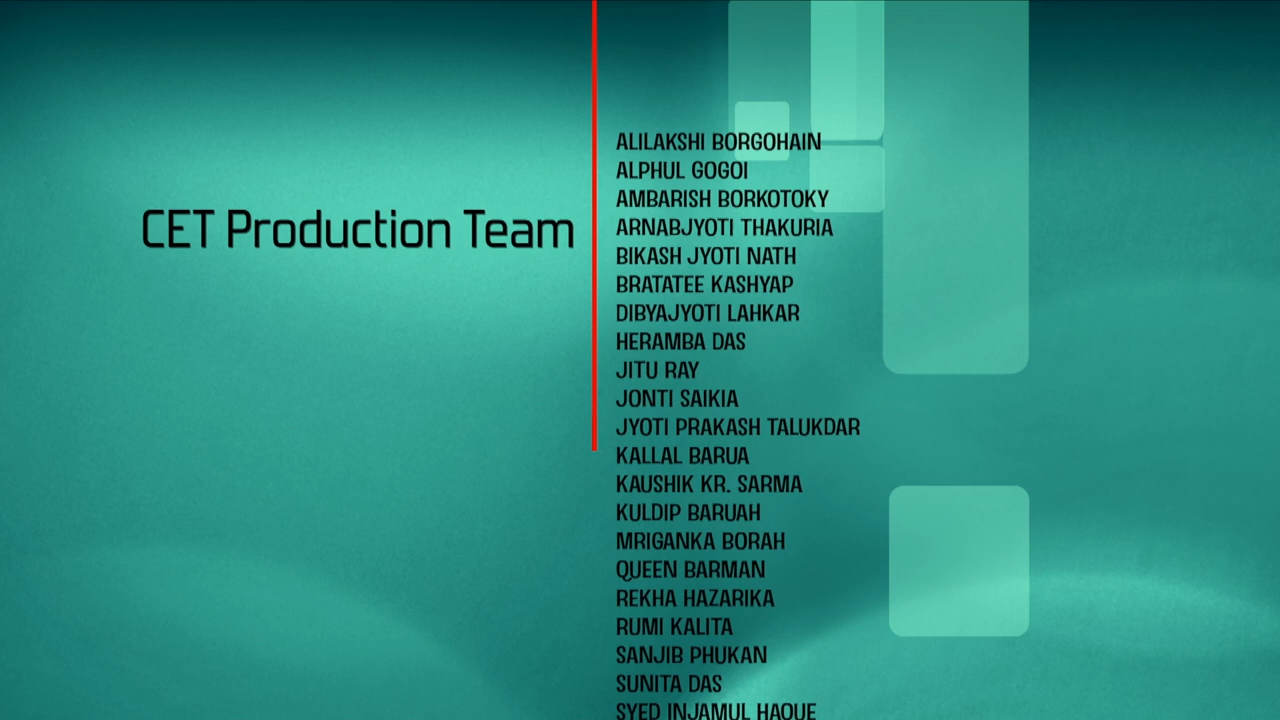 CET Production Team
ALILAKSHI BORGOHAIN
ALPHUL GOGOI
AMBARISH BORKOTOKY
ARNABJYOTI THAKURIA
BIKASH JYOTI NATH
BRATATEE KASHYAP
DIBYAJYOTI LAHKAR
HERAMBA DAS
JITU RAY
JONTI SAIKIA
JYOTI PRAKASH TALUKDAR
KALLAL BARUA
KAUSHIK KR. SARMA
KULDIP BARUAH
MRIGANKA BORAH
QUEEN BARMAN
REKHA HAZARIKA
RUMI KALITA
SANJIB PHUKAN
SUNITA DAS
SYED INJAMUL HAQUE